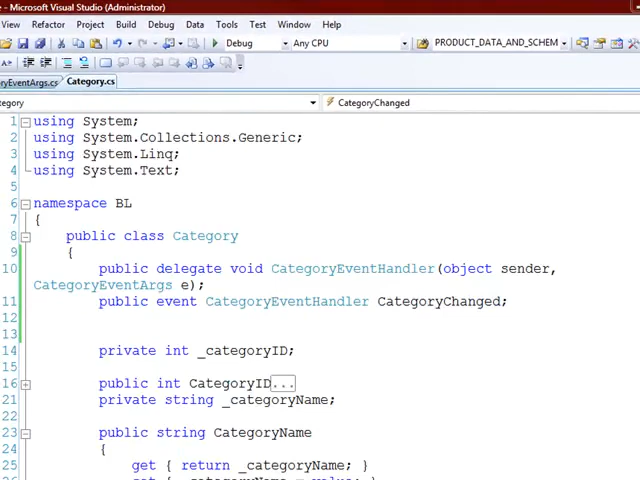 - Microsoft Visual Studio (Administrator)
View Refactor Project Build Debug Data Tools Test Window Help
Debug Any CPU PRODUCT_DATA_AND_SCHEM
ryEventArgs.cs Category.cs
tegory CategoryChanged
1 using System;
2 using System.Collections.Generic;
3 using System.Linq;
4 using System.Text;
5
6 namespace BL
7 {
8 public class Category
9 {
10 public delegate void CategoryEventHandler(object sender,
CategoryEventArgs e);
11 public event CategoryEventHandler CategoryChanged;
12
13
14 private int _categoryID;
15
16 public int CategoryID...
21 private string _categoryName;
22
23 public string CategoryName
24 {
25 get { return _categoryName; }
26 set { _categoryName = value; }